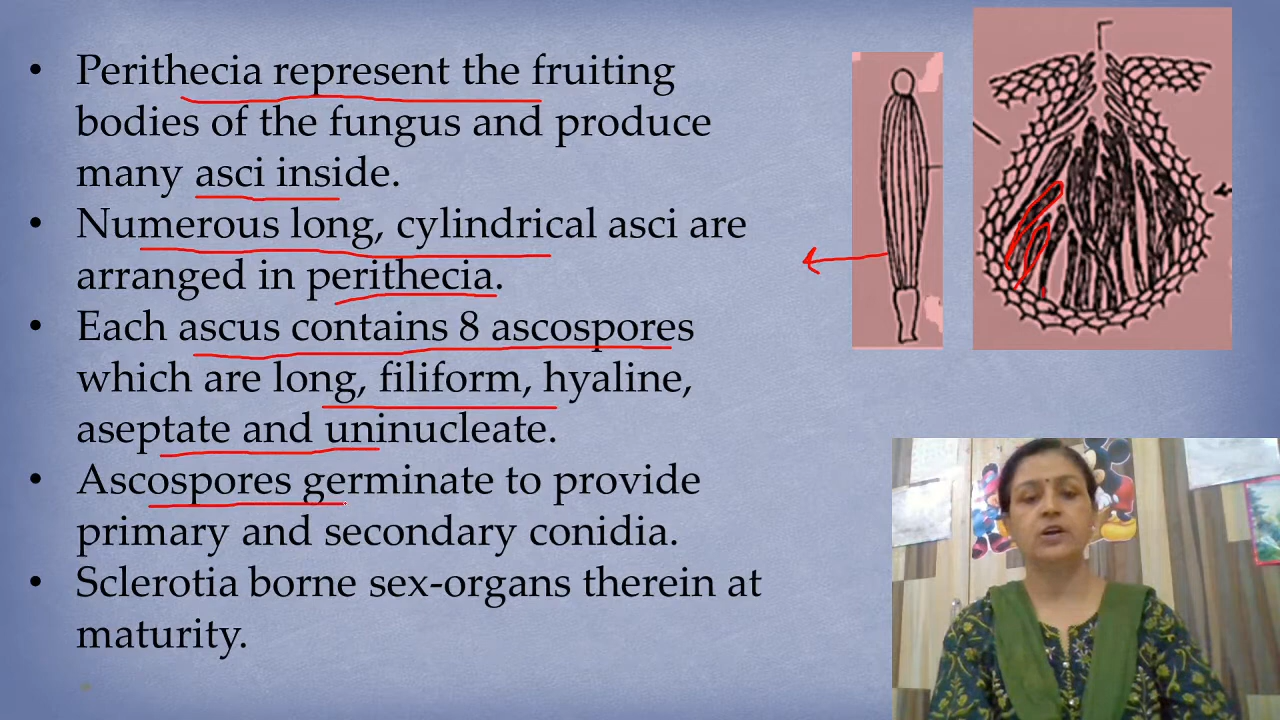 • Perithecia represent the fruiting
bodies of the fungus and produce
many asci inside.
• Numerous long, cylindrical asci are
arranged in perithecia.
• Each ascus contains 8 ascospores
which are long, filiform, hyaline,
aseptate and uninucleate.
• Ascospores germinate to provide
primary and secondary conidia.
• Sclerotia borne sex-organs therein at
maturity.